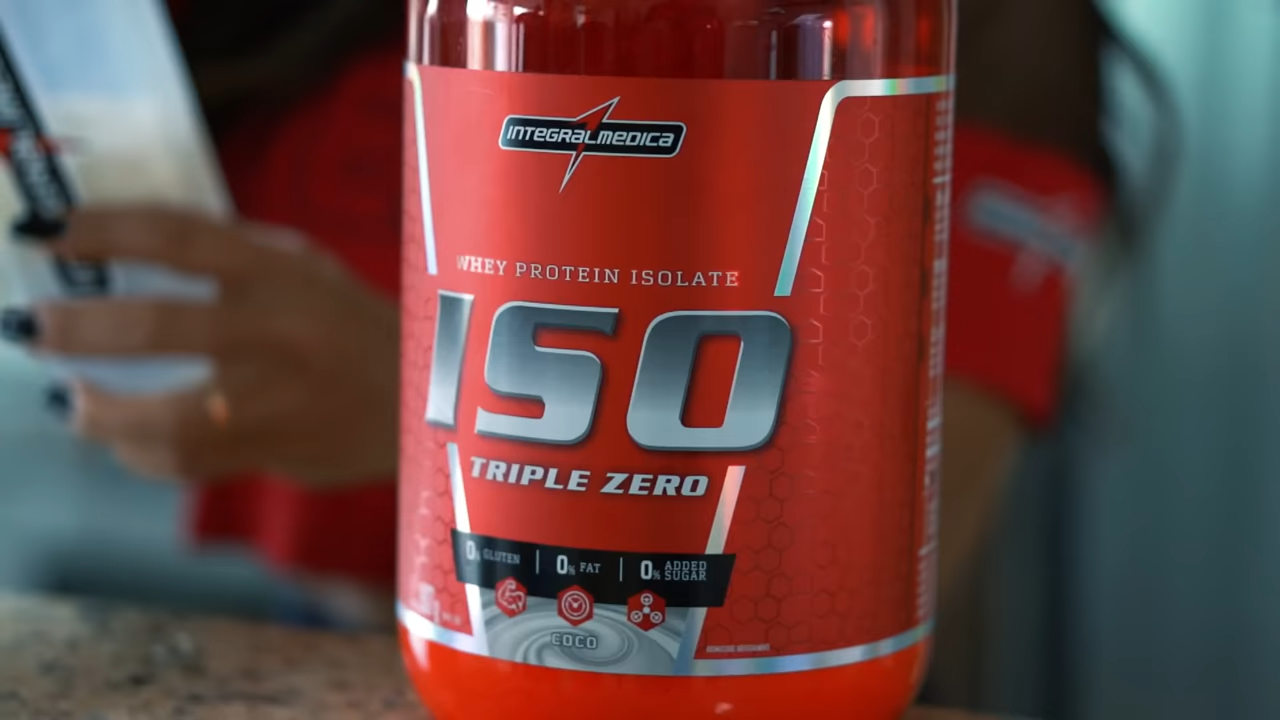 INTEGRALMEDICA
WHEY PROTEIN ISOLATE
ISO
TRIPLE ZERO
0% GLUTEN | 0% FAT | 0% ADDED SUGAR
COCO